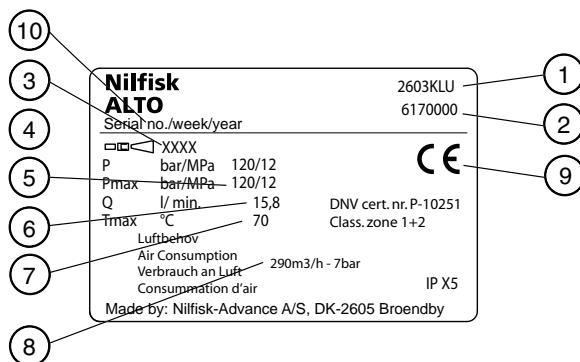 10
3
4
5
6
7
8
1
2
9
Nilfisk
ALTO
2603KLU
6170000
Serial no./week/year
XXXX
P bar/MPa 120/12
Pmax bar/MPa 120/12
Q l/ min. 15,8
Tmax °C 70
CE
DNV cert. nr. P-10251
Class. zone 1+2
Luftbehov
Air Consumption
Verbrauch an Luft
Consummation d'air
290m3/h - 7bar
IP X5
Made by: Nilfisk-Advance A/S, DK-2605 Broendby